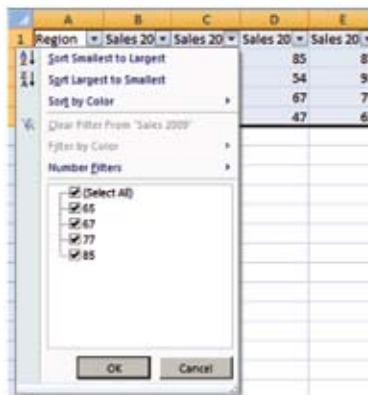 A B C D E
1 Region Sales 20 Sales 20 Sales 20 Sales 20
Sort Smallest to Largest 85 8
Sort Largest to Smallest 54 9
Sort by Color 67 7
Clear Filter From "Sales 2009" 47 6
Filter by Color
Number Filters
(Select All)
65
67
77
85
OK Cancel